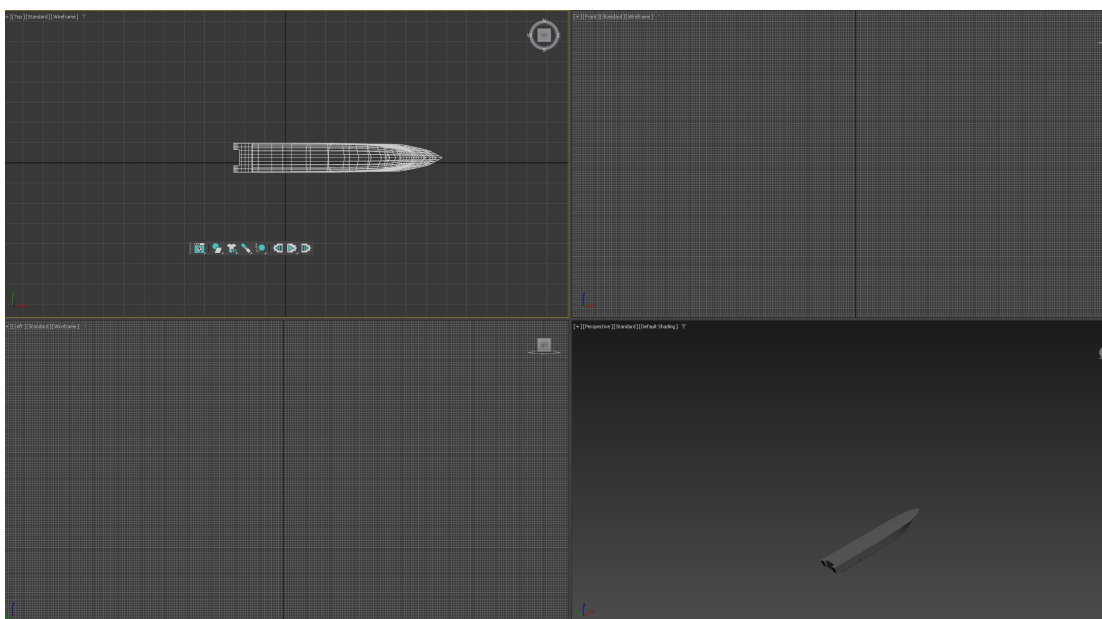 + ] [Top ] [Standard ] [Wireframe ]
N
W
E
S
[ + ] [Front ] [Standard ] [Wireframe ]
+ ] [Left ] [Standard ] [Wireframe ]
[ + ] [Perspective ] [Standard ] [Default Shading ]